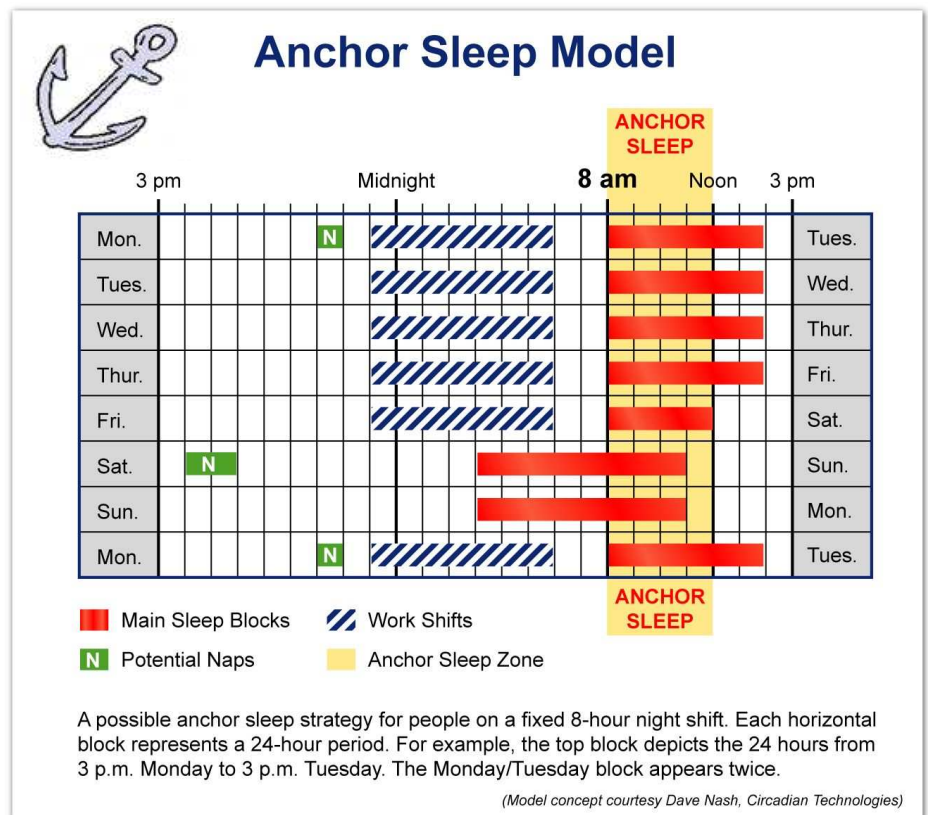 Anchor Sleep Model
ANCHOR
SLEEP
3 pm Midnight 8 am Noon 3 pm
Mon. N Tues.
Tues. Wed.
Wed. Thur.
Thur. Fri.
Fri. Sat.
Sat. N Sun.
Sun. Mon.
Mon. N Tues.
ANCHOR
SLEEP
Main Sleep Blocks Work Shifts
N Potential Naps Anchor Sleep Zone
A possible anchor sleep strategy for people on a fixed 8-hour night shift. Each horizontal
block represents a 24-hour period. For example, the top block depicts the 24 hours from
3 p.m. Monday to 3 p.m. Tuesday. The Monday/Tuesday block appears twice.
(Model concept courtesy Dave Nash, Circadian Technologies)